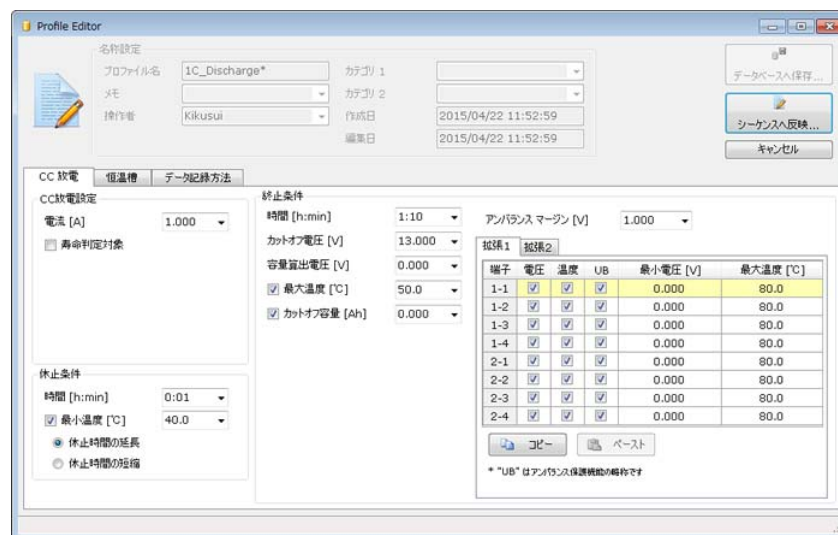 Profile Editor
名称設定
プロファイル名 1C_Discharge* カテゴリ 1
メモ カテゴリ 2
操作者 Kikusui 作成日 2015/04/22 11:52:59
編集日 2015/04/22 11:52:59
データベースへ保存...
シーケンスへ反映...
キャンセル
CC 放電 恒温槽 データ記録方法
CC放電設定
電流 [A] 1.000
寿命判定対象
休止条件
時間 [h:min] 0:01
最小温度 [℃] 40.0
休止時間の延長
休止時間の短縮
終止条件
時間 [h:min] 1:10
カットオフ電圧 [V] 13.000
容量算出電圧 [V] 0.000
最大温度 [℃] 50.0
カットオフ容量 [Ah] 0.000
アンバランス マージン [V] 1.000
拡張1 拡張2
端子 電圧 温度 UB 最小電圧 [V] 最大温度 [℃]
1-1 0.000 80.0
1-2 0.000 80.0
1-3 0.000 80.0
1-4 0.000 80.0
2-1 0.000 80.0
2-2 0.000 80.0
2-3 0.000 80.0
2-4 0.000 80.0
コピー ペースト
* "UB" はアンバランス保護機能の略称です